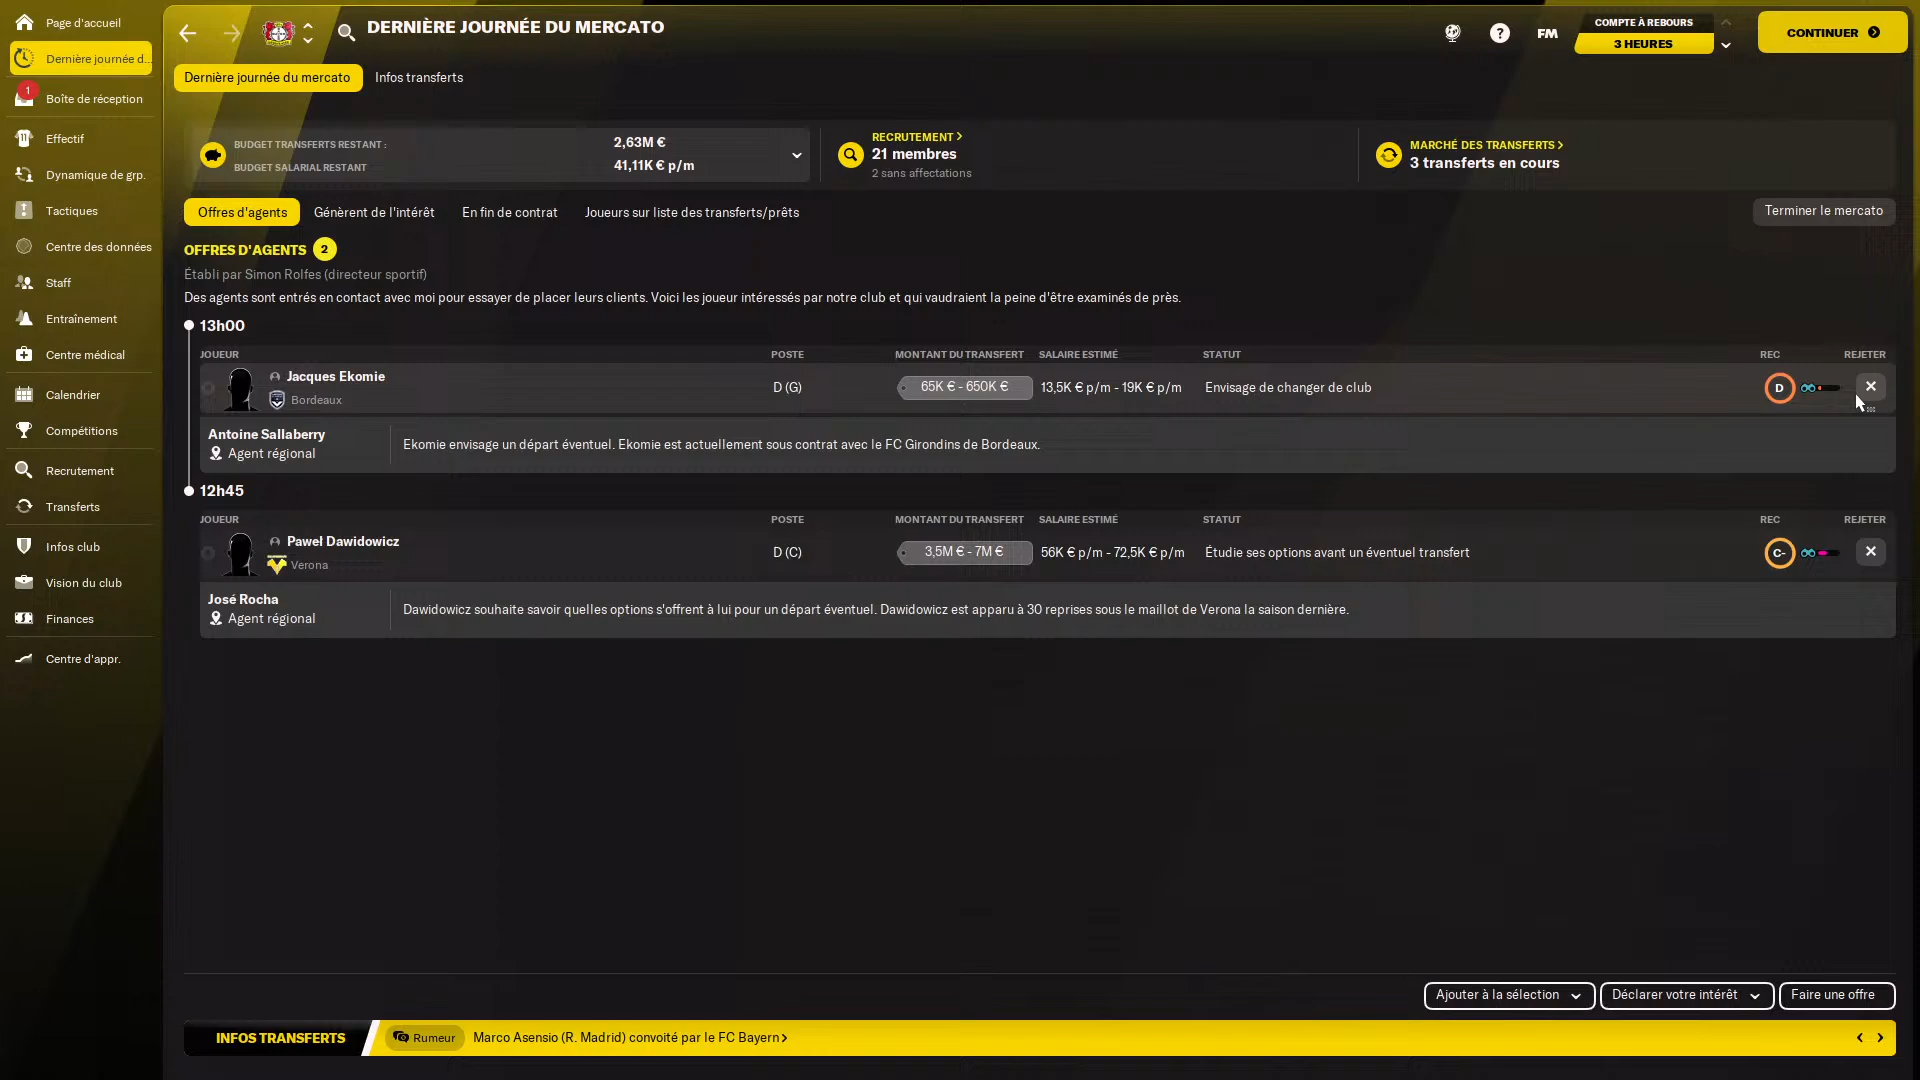 Page d'accueil
Dernière journée d...
1
Boîte de réception
Effectif
Dynamique de grp.
Tactiques
Centre des données
Staff
Entraînement
Centre médical
Calendrier
Compétitions
Recrutement
Transferts
Infos club
Vision du club
Finances
Centre d'appr.
DERNIÈRE JOURNÉE DU MERCATO
?
FM
COMPTE À REBOURS
3 HEURES
CONTINUER
Dernière journée du mercato
Infos transferts
BUDGET TRANSFERTS RESTANT :
2,63M €
BUDGET SALARIAL RESTANT
41,11K € p/m
RECRUTEMENT >
21 membres
2 sans affectations
MARCHÉ DES TRANSFERTS >
3 transferts en cours
Offres d'agents
Génèrent de l'intérêt
En fin de contrat
Joueurs sur liste des transferts/prêts
Terminer le mercato
OFFRES D'AGENTS 2
Établi par Simon Rolfes (directeur sportif)
Des agents sont entrés en contact avec moi pour essayer de placer leurs clients. Voici les joueur intéressés par notre club et qui vaudraient la peine d'être examinés de près.
13h00
JOUEUR POSTE MONTANT DU TRANSFERT SALAIRE ESTIMÉ STATUT REC REJETER
Jacques Ekomie
Bordeaux
D (G)
65K € - 650K €
13,5K € p/m - 19K € p/m
Envisage de changer de club
D
Antoine Sallaberry
Agent régional
Ekomie envisage un départ éventuel. Ekomie est actuellement sous contrat avec le FC Girondins de Bordeaux.
12h45
JOUEUR POSTE MONTANT DU TRANSFERT SALAIRE ESTIMÉ STATUT REC REJETER
Paweł Dawidowicz
Verona
D (C)
3,5M € - 7M €
56K € p/m - 72,5K € p/m
Étudie ses options avant un éventuel transfert
C-
José Rocha
Agent régional
Dawidowicz souhaite savoir quelles options s'offrent à lui pour un départ éventuel. Dawidowicz est apparu à 30 reprises sous le maillot de Verona la saison dernière.
Ajouter à la sélection
Déclarer votre intérêt
Faire une offre
INFOS TRANSFERTS
Rumeur
Marco Asensio (R. Madrid) convoité par le FC Bayern >